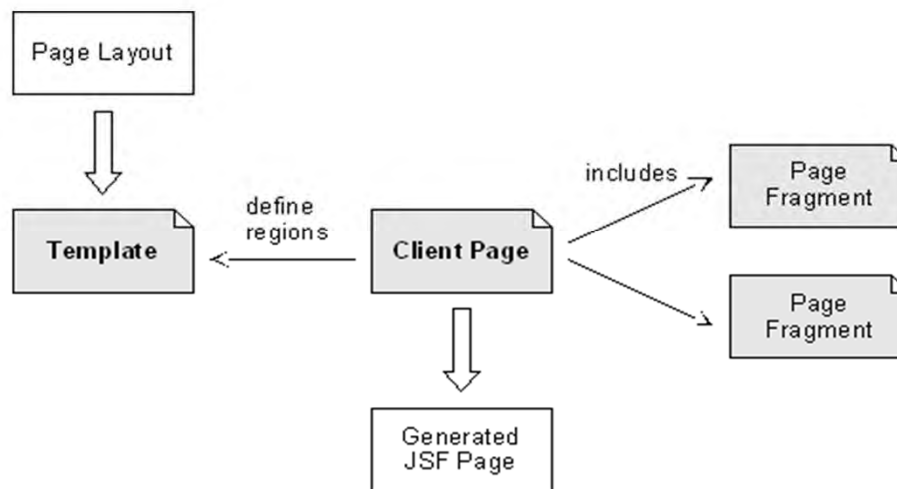 Page Layout
includes
Page
Fragment
define
regions
Template
Client Page
Page
Fragment
Generated
JSF Page